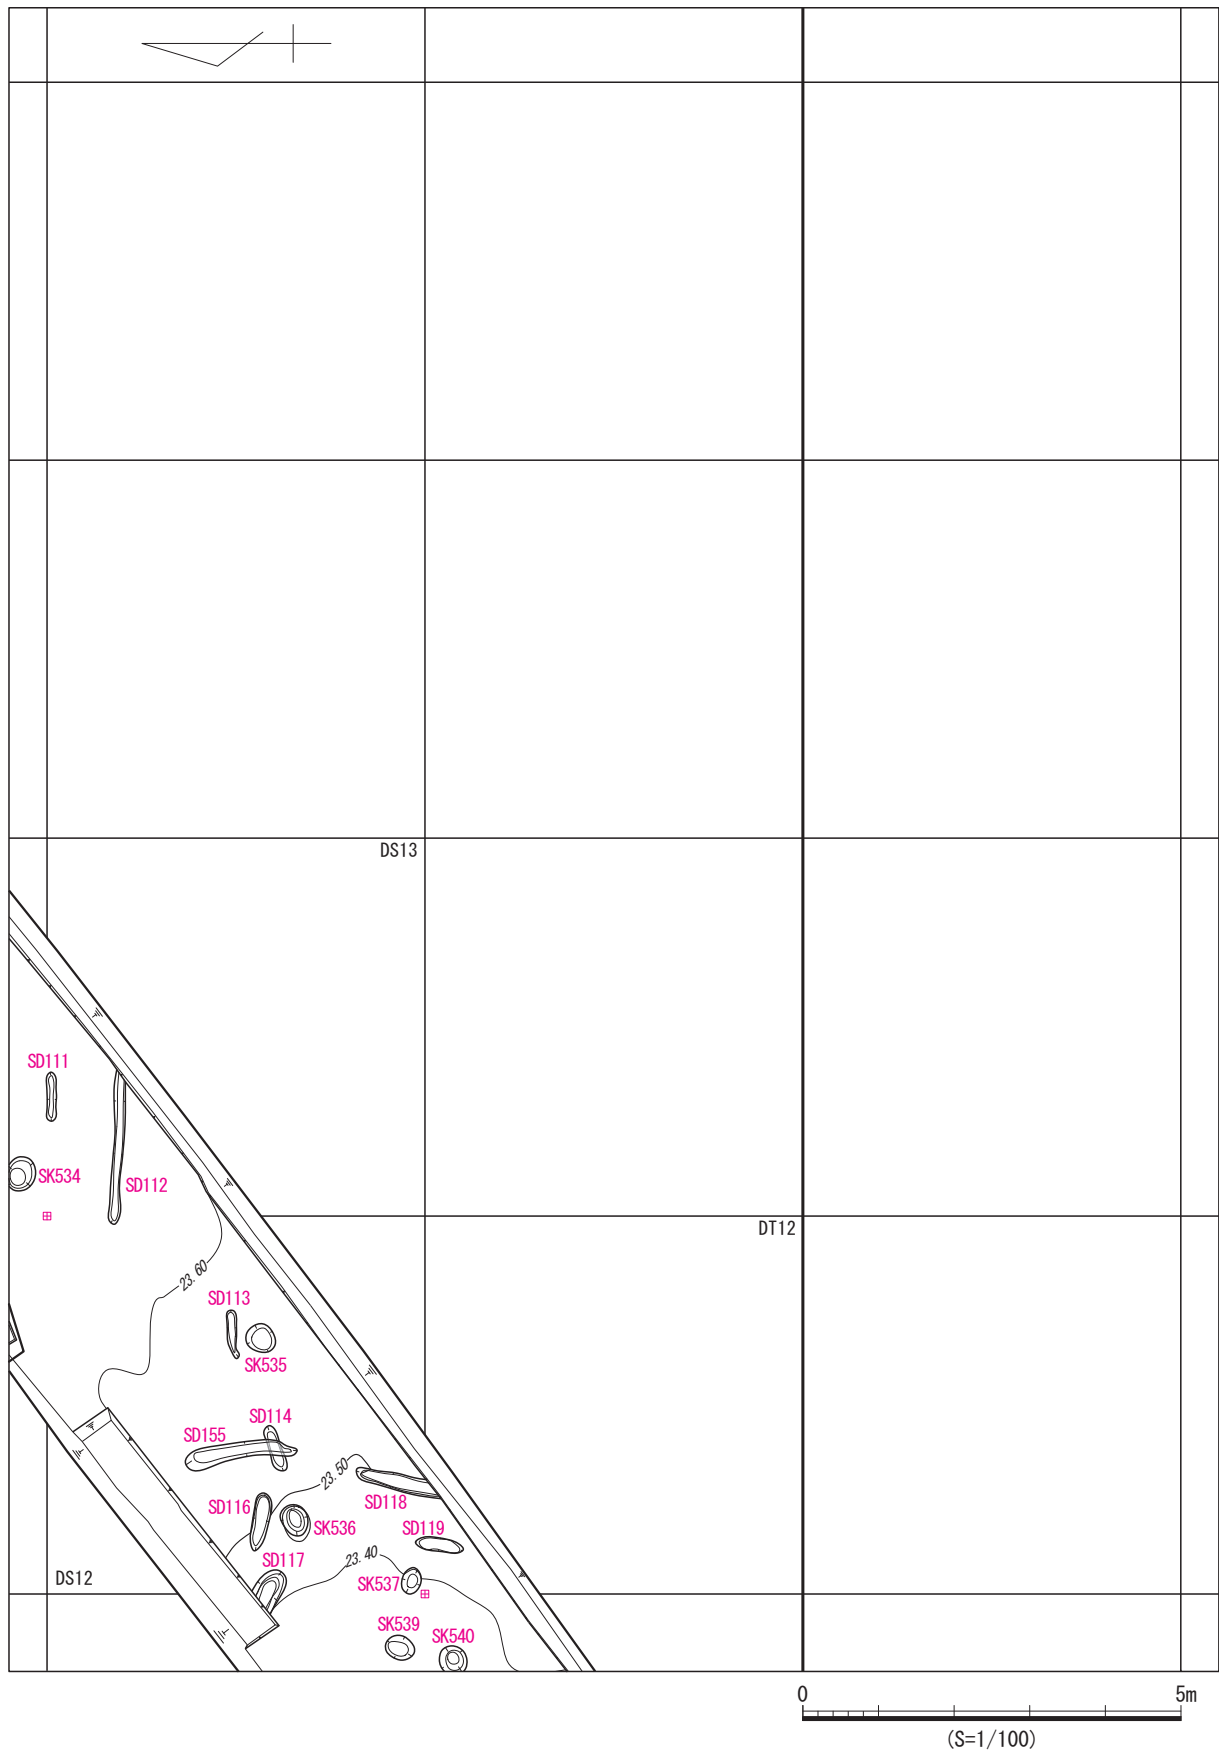 DS13
SD111
SK534
SD112
DT12
23.60
SD113
SK535
SD114
SD155
23.50
SD118
SD116
SK536
SD119
23.40
SD117
SK537
DS12
SK539
SK540
0 5m
(S=1/100)